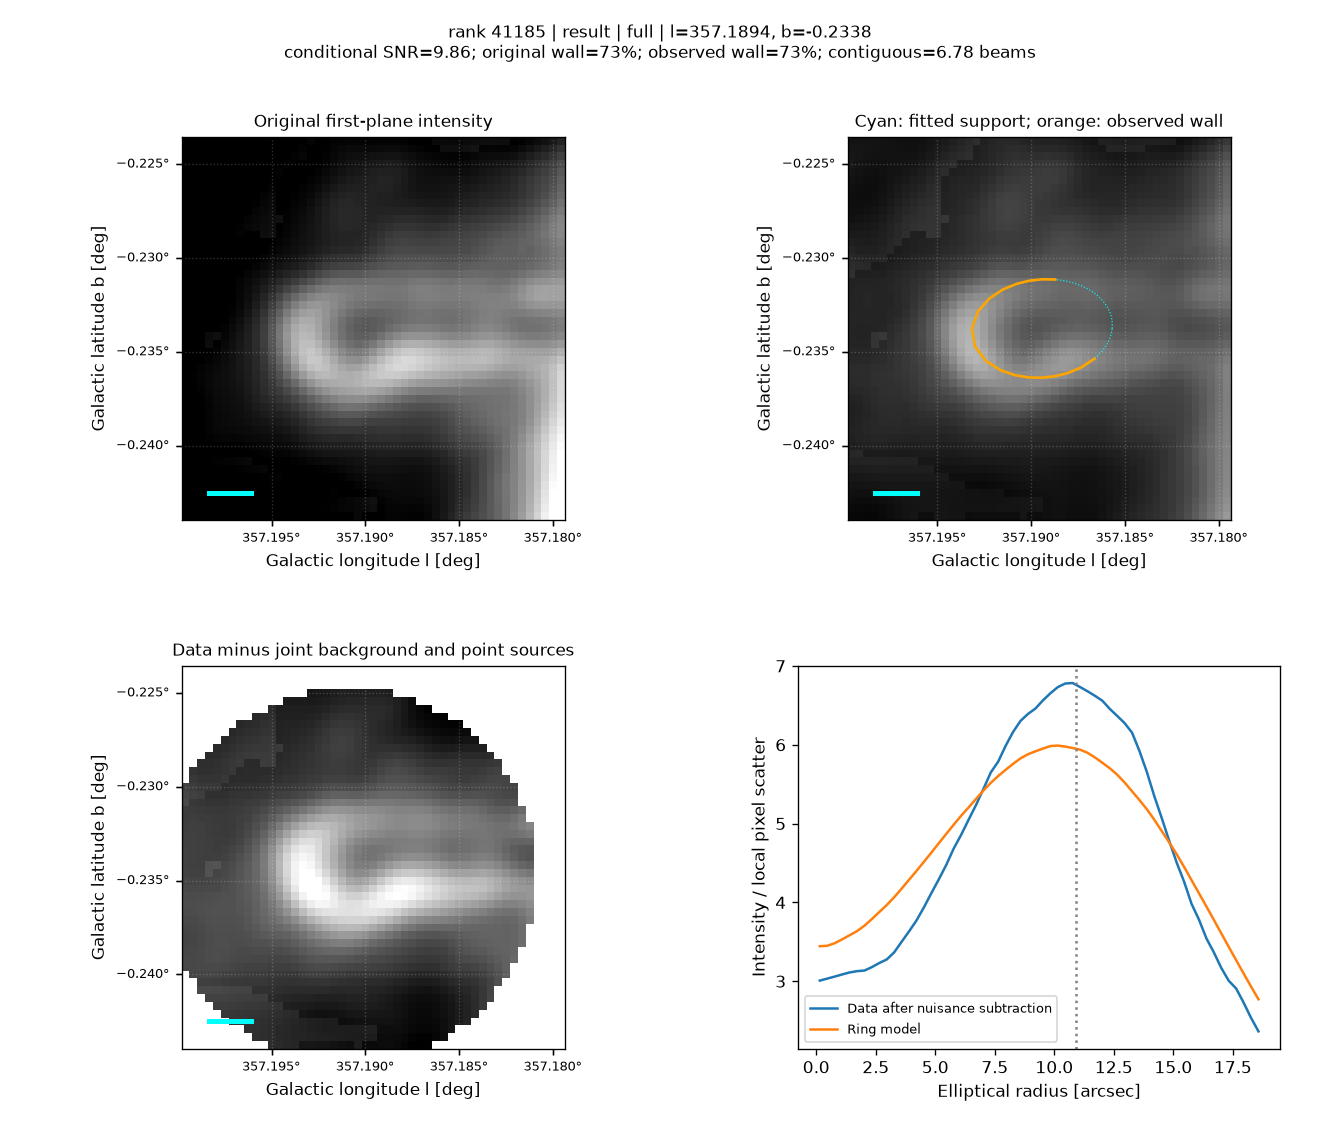 rank 41185 | result | full | l=357.1894, b=-0.2338
conditional SNR=9.86; original wall=73%; observed wall=73%; contiguous=6.78 beams
Original first-plane intensity
−0.225°
−0.230°
−0.235°
−0.240°
357.195°
357.190°
357.185°
357.180°
Galactic longitude l [deg]
Galactic latitude b [deg]
Cyan: fitted support; orange: observed wall
−0.225°
−0.230°
−0.235°
−0.240°
357.195°
357.190°
357.185°
357.180°
Galactic longitude l [deg]
Galactic latitude b [deg]
Data minus joint background and point sources
−0.225°
−0.230°
−0.235°
−0.240°
357.195°
357.190°
357.185°
357.180°
Galactic longitude l [deg]
Galactic latitude b [deg]
7
6
5
4
3
0.0
2.5
5.0
7.5
10.0
12.5
15.0
17.5
Elliptical radius [arcsec]
Intensity / local pixel scatter
Data after nuisance subtraction
Ring model